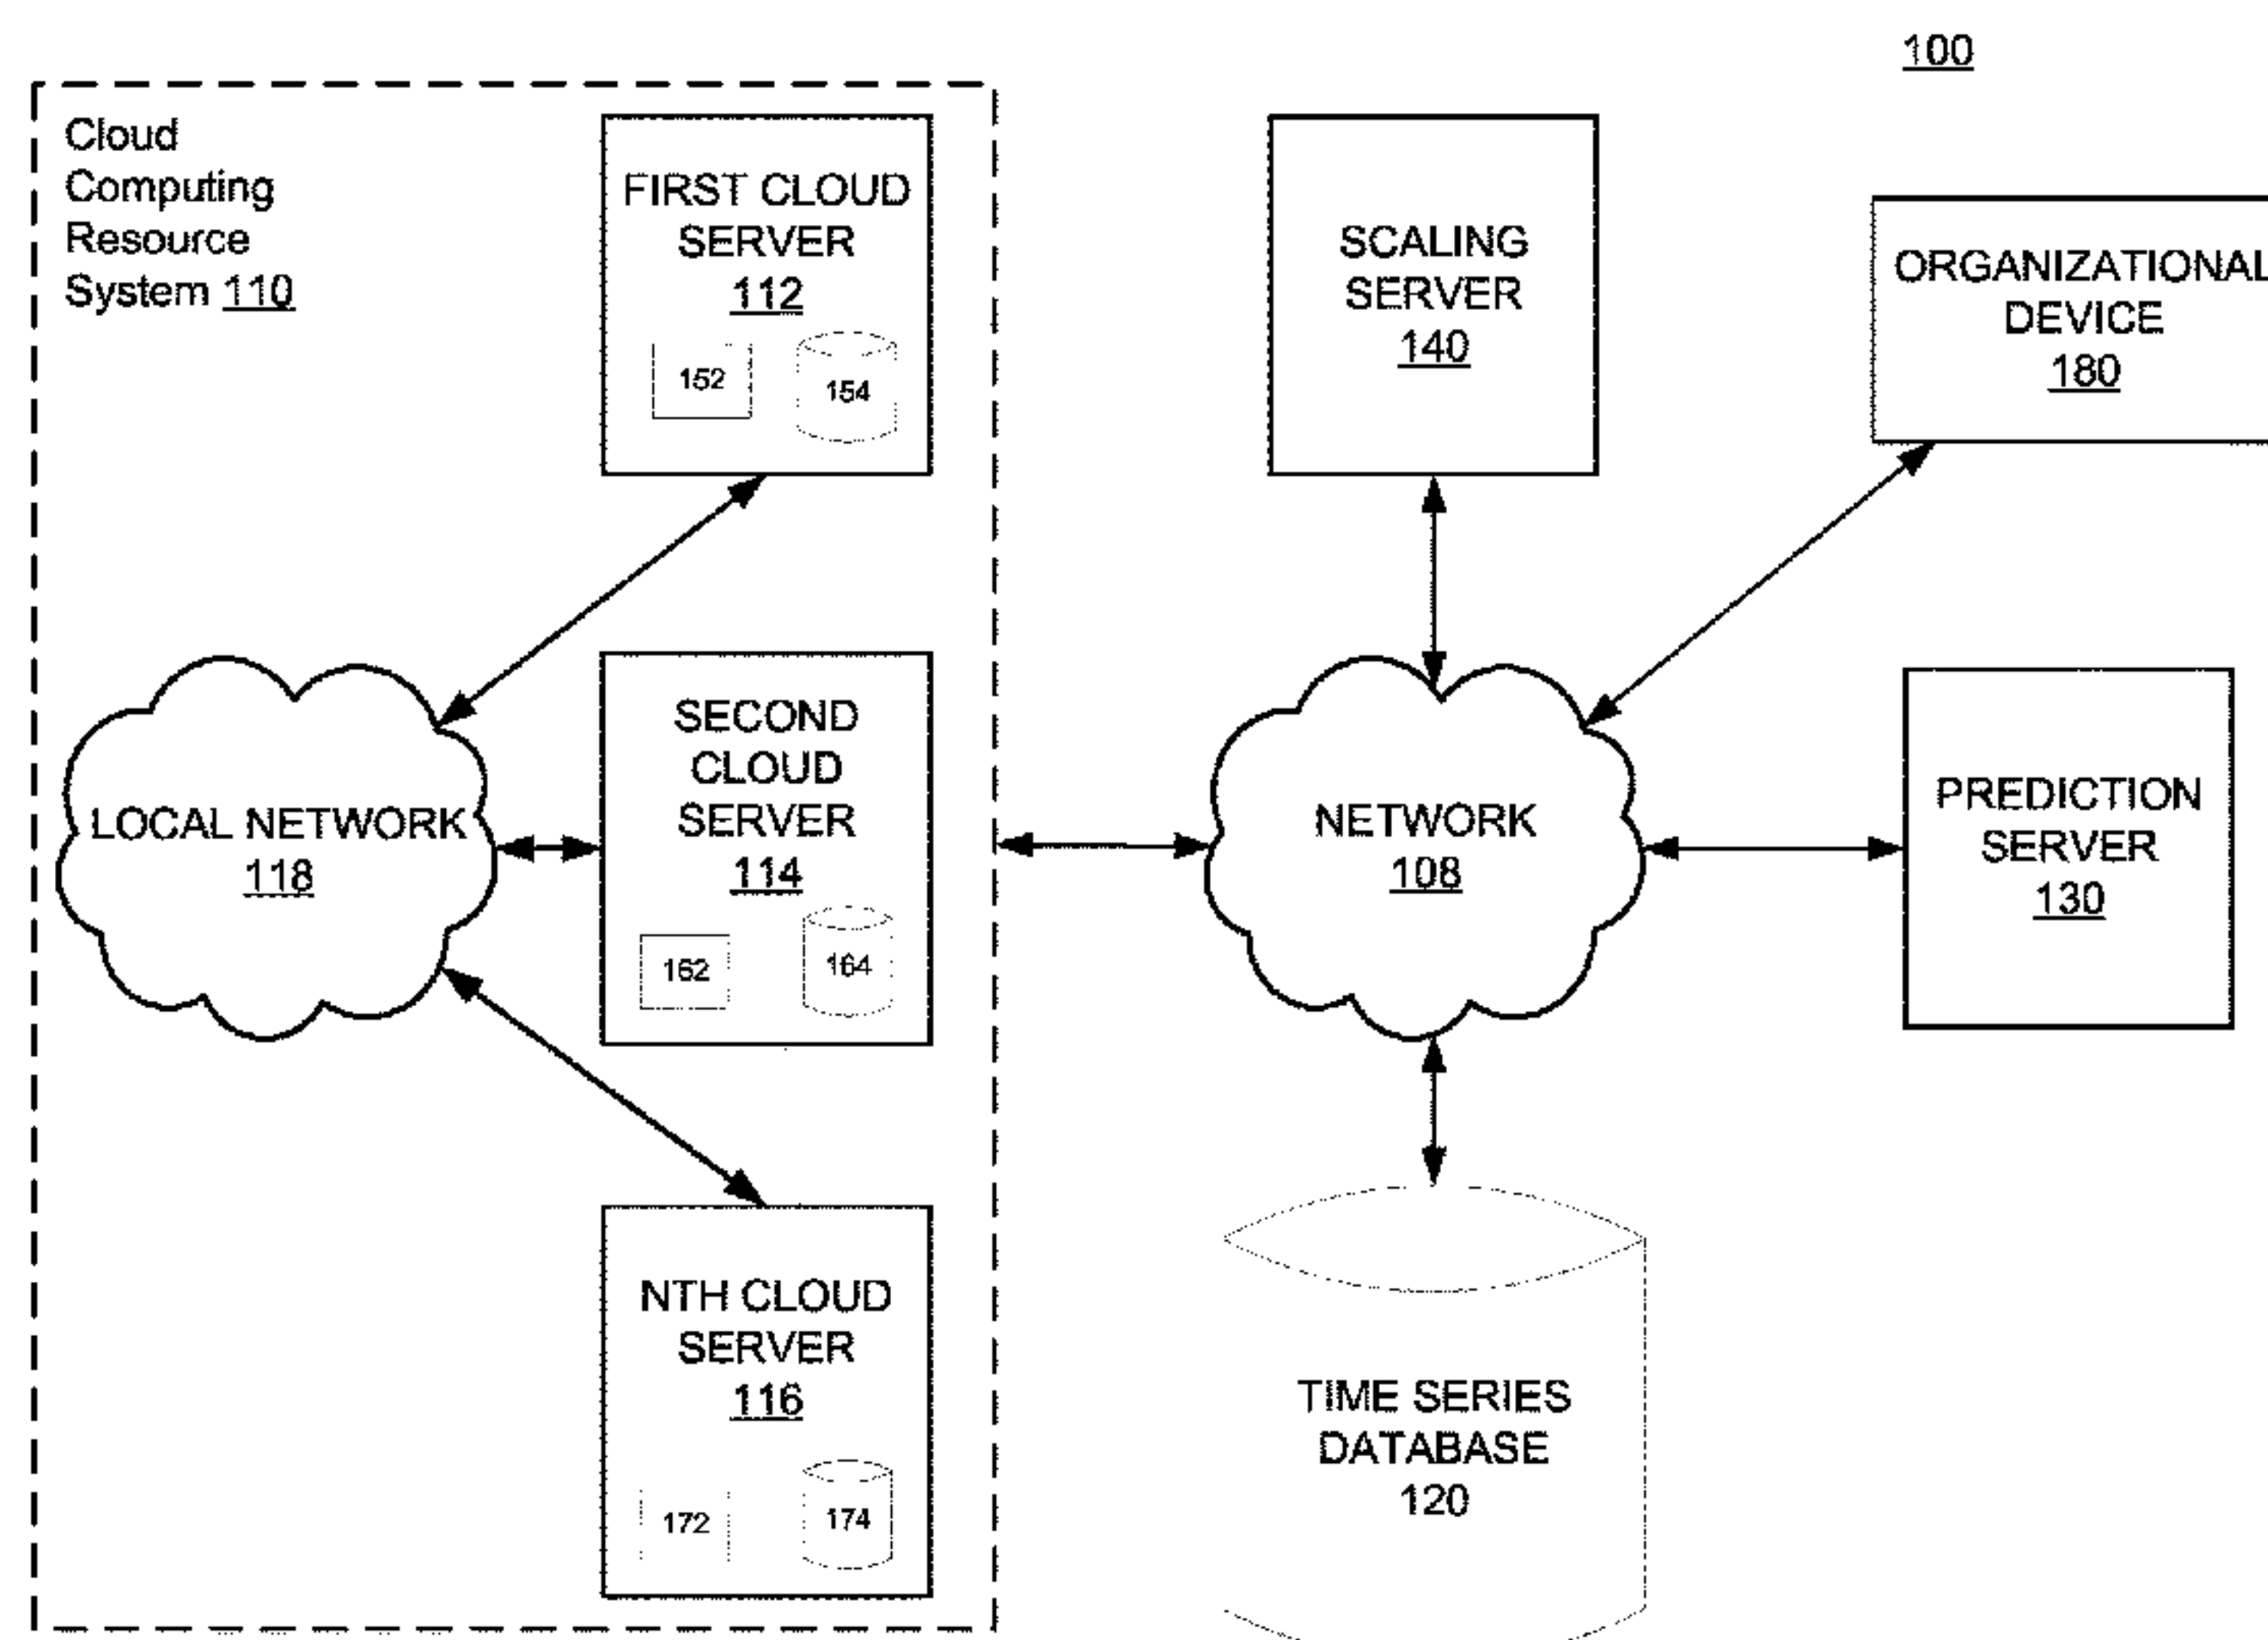 100
Cloud
Computing
Resource
System 110
FIRST CLOUD
SERVER
112
152
154
SCALING
SERVER
140
ORGANIZATIONAL
DEVICE
180
LOCAL NETWORK
118
SECOND
CLOUD
SERVER
114
162
164
NETWORK
108
PREDICTION
SERVER
130
NTH CLOUD
SERVER
116
172
174
TIME SERIES
DATABASE
120